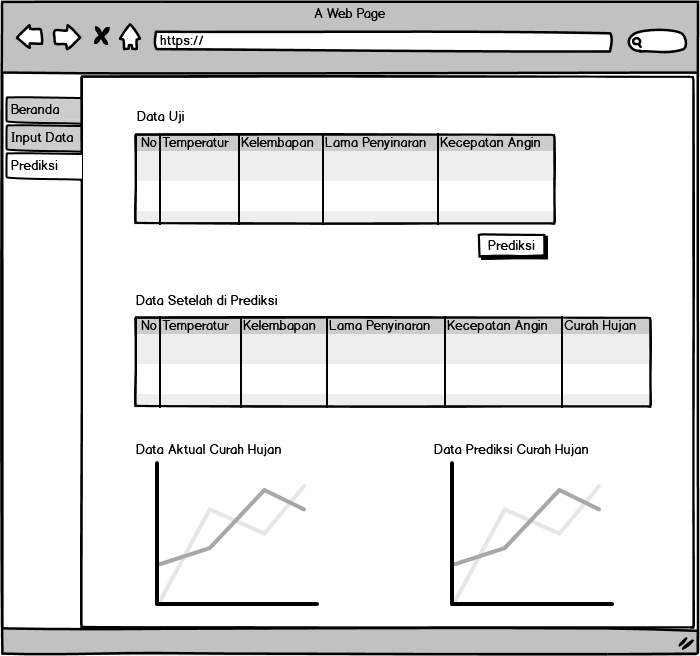 A Web Page
https://
Beranda
Input Data
Prediksi
Data Uji
No Temperatur Kelembapan Lama Penyinaran Kecepatan Angin
Prediksi
Data Setelah di Prediksi
No Temperatur Kelembapan Lama Penyinaran Kecepatan Angin Curah Hujan
Data Aktual Curah Hujan
Data Prediksi Curah Hujan